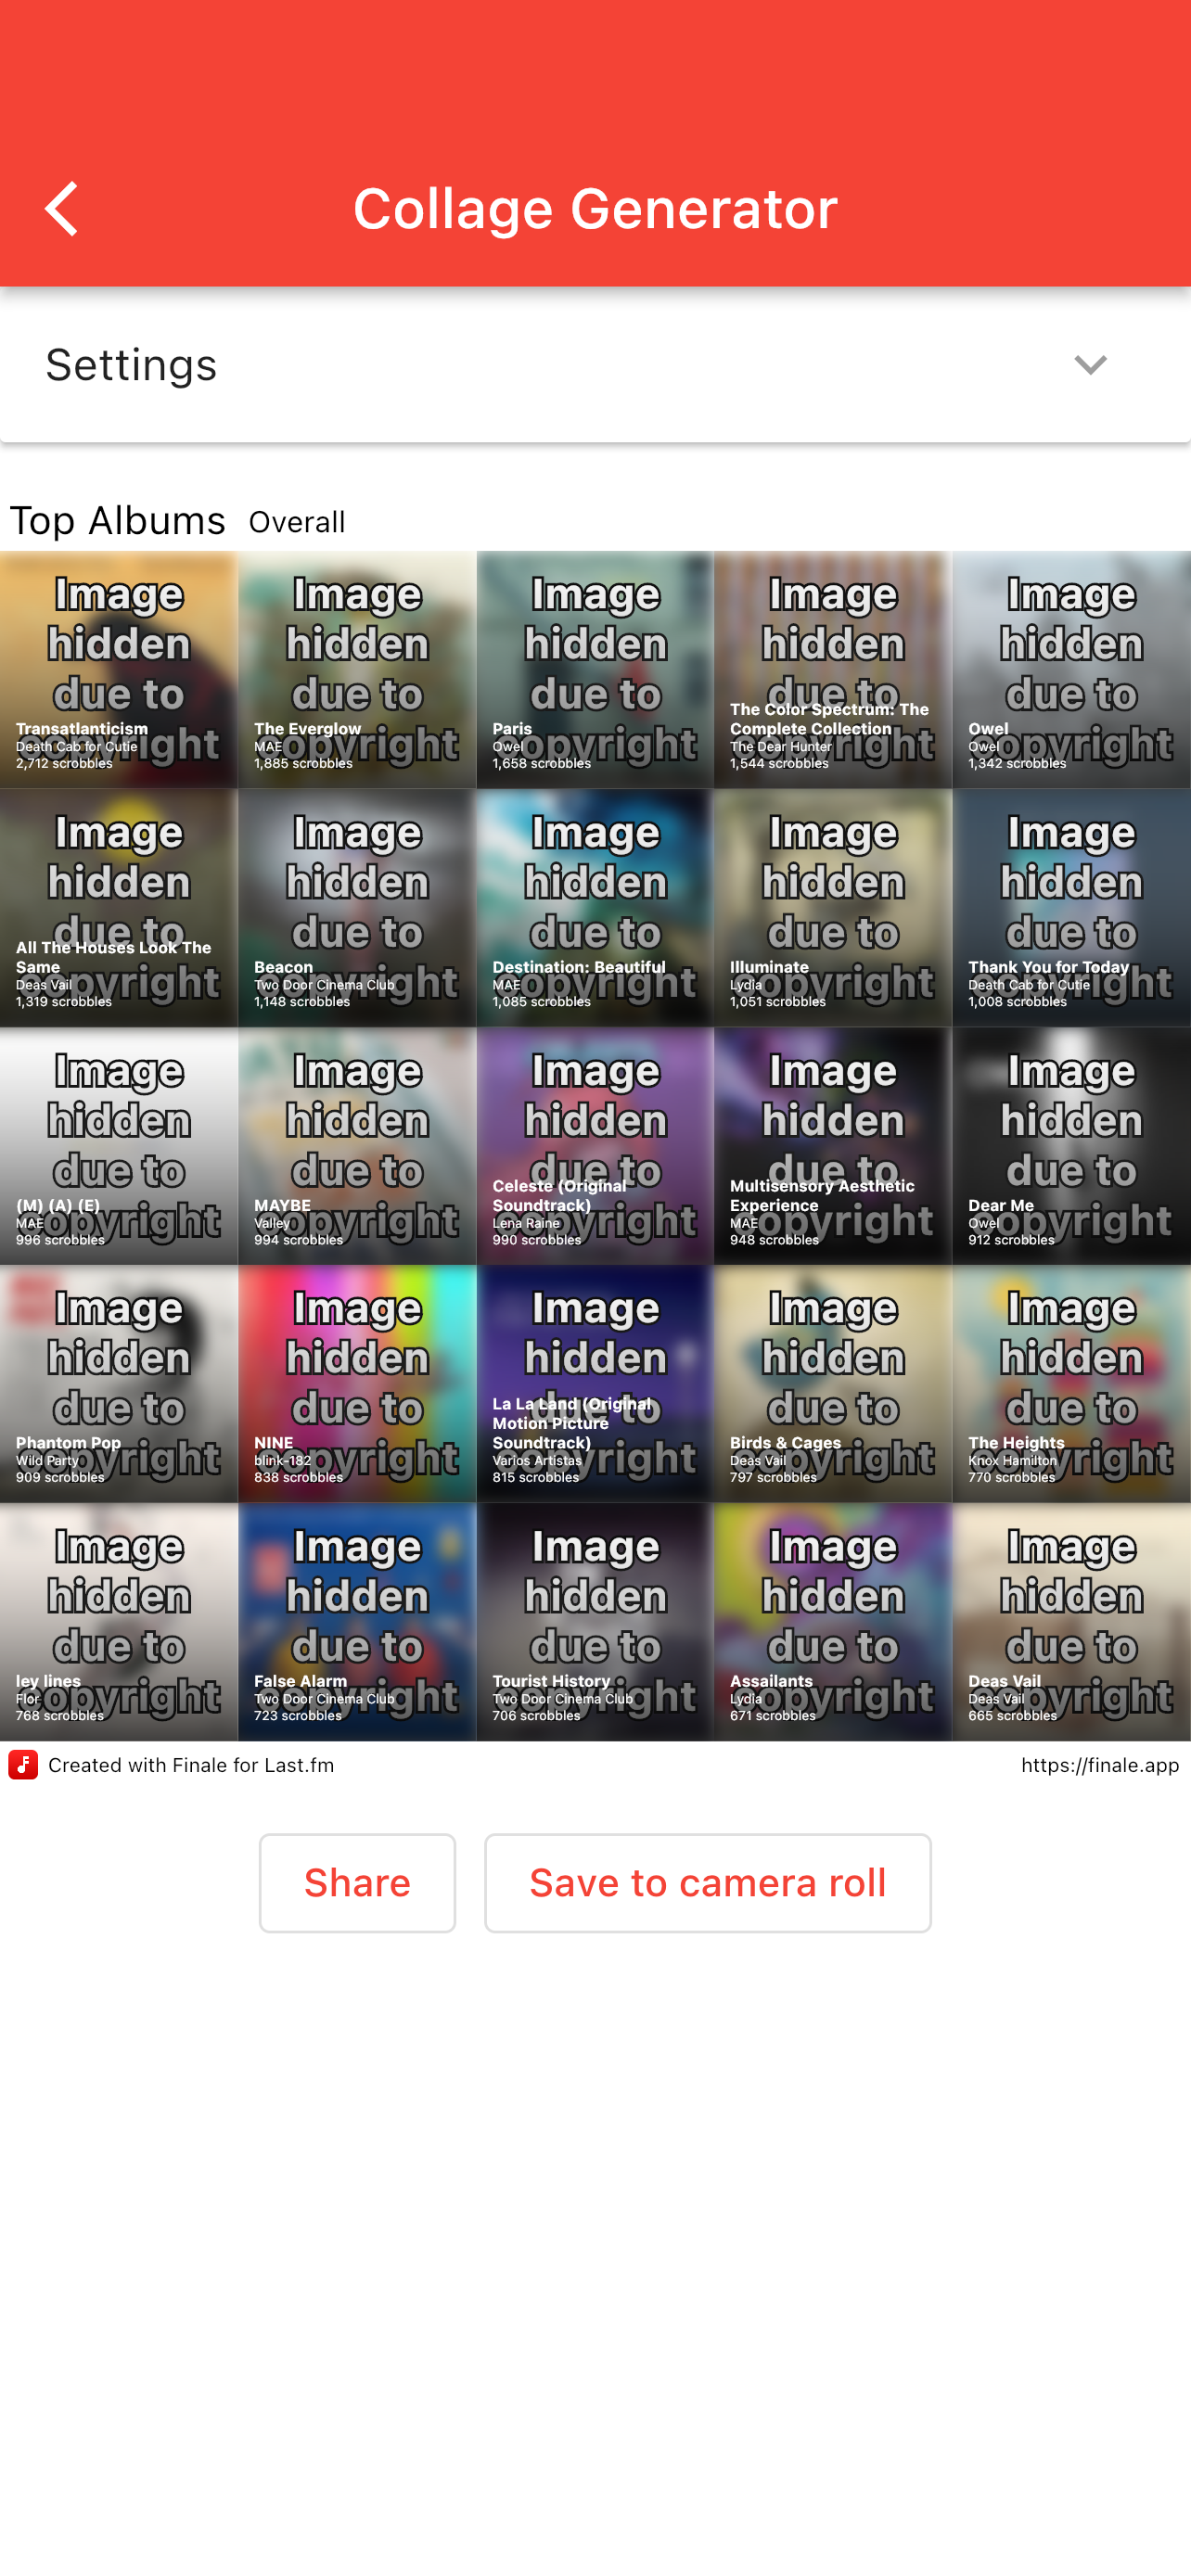 Collage Generator
Settings
Top Albums Overall
Image
hidden
due to
copyright
Transatlanticism
Death Cab for Cutie
2,712 scrobbles
Image
hidden
due to
copyright
The Everglow
MAE
1,885 scrobbles
Image
hidden
due to
copyright
Paris
Owel
1,658 scrobbles
Image
hidden
due to
copyright
The Color Spectrum: The
Complete Collection
The Dear Hunter
1,544 scrobbles
Image
hidden
due to
copyright
Owel
Owel
1,342 scrobbles
Image
hidden
due to
copyright
All The Houses Look The
Same
Deas Vail
1,319 scrobbles
Image
hidden
due to
copyright
Beacon
Two Door Cinema Club
1,148 scrobbles
Image
hidden
due to
copyright
Destination: Beautiful
MAE
1,085 scrobbles
Image
hidden
due to
copyright
Illuminate
Lydia
1,051 scrobbles
Image
hidden
due to
copyright
Thank You for Today
Death Cab for Cutie
1,008 scrobbles
Image
hidden
due to
copyright
(M) (A) (E)
MAE
996 scrobbles
Image
hidden
due to
copyright
MAYBE
Valley
994 scrobbles
Image
hidden
due to
copyright
Celeste (Original
Soundtrack)
Lena Raine
990 scrobbles
Image
hidden
due to
copyright
Multisensory Aesthetic
Experience
MAE
948 scrobbles
Image
hidden
due to
copyright
Dear Me
Owel
912 scrobbles
Image
hidden
due to
copyright
Phantom Pop
Wild Party
909 scrobbles
Image
hidden
due to
copyright
NINE
blink-182
838 scrobbles
Image
hidden
due to
copyright
La La Land (Original
Motion Picture
Soundtrack)
Varios Artistas
815 scrobbles
Image
hidden
due to
copyright
Birds & Cages
Deas Vail
797 scrobbles
Image
hidden
due to
copyright
The Heights
Knox Hamilton
770 scrobbles
Image
hidden
due to
copyright
ley lines
Flor
768 scrobbles
Image
hidden
due to
copyright
False Alarm
Two Door Cinema Club
723 scrobbles
Image
hidden
due to
copyright
Tourist History
Two Door Cinema Club
706 scrobbles
Image
hidden
due to
copyright
Assailants
Lydia
671 scrobbles
Image
hidden
due to
copyright
Deas Vail
Deas Vail
665 scrobbles
Created with Finale for Last.fm
https://finale.app
Share
Save to camera roll